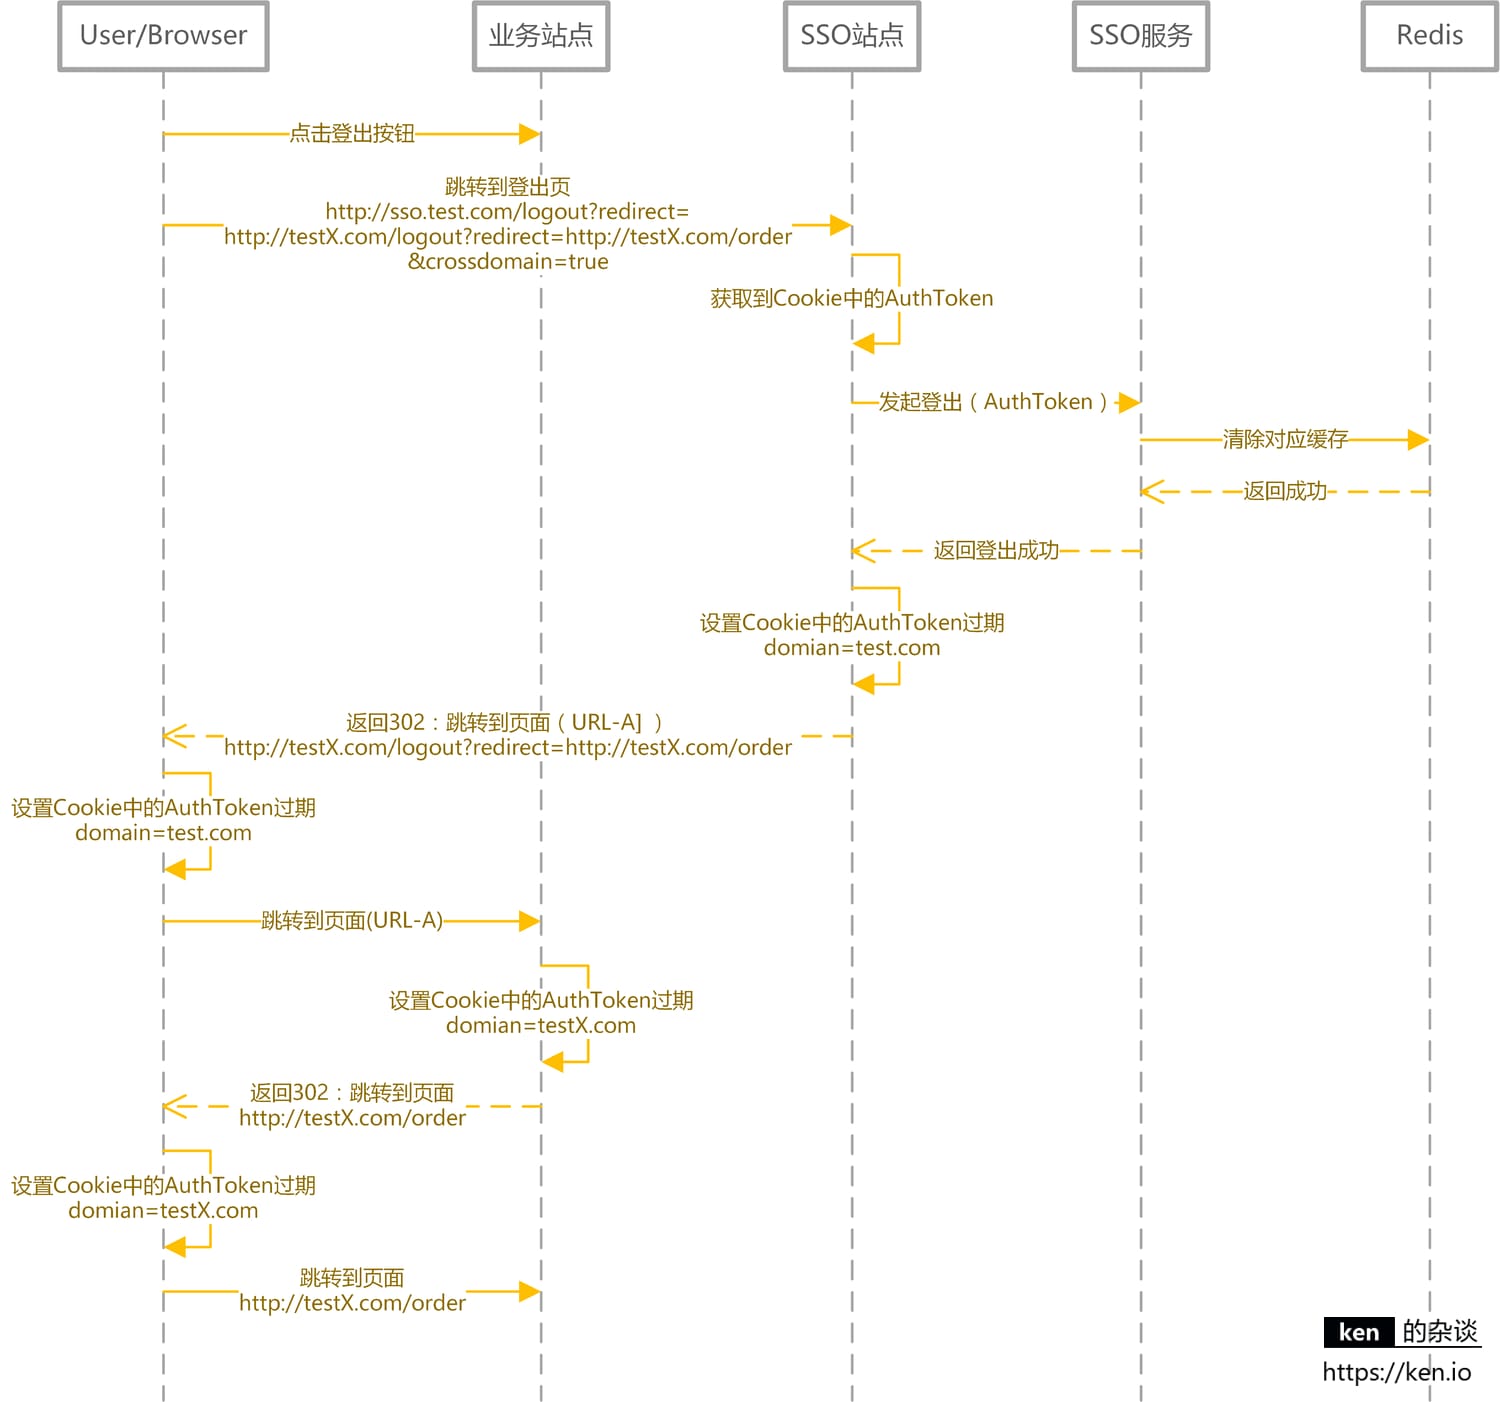 User/Browser
业务站点
SSO站点
SSO服务
Redis
点击登出按钮
跳转到登出页
http://sso.test.com/logout?redirect=
http://testX.com/logout?redirect=http://testX.com/order
&crossdomain=true
获取到Cookie中的AuthToken
发起登出（AuthToken）
清除对应缓存
返回成功
返回登出成功
设置Cookie中的AuthToken过期
domian=test.com
返回302：跳转到页面（URL-A]）
http://testX.com/logout?redirect=http://testX.com/order
设置Cookie中的AuthToken过期
domain=test.com
跳转到页面(URL-A)
设置Cookie中的AuthToken过期
domian=testX.com
返回302：跳转到页面
http://testX.com/order
设置Cookie中的AuthToken过期
domian=testX.com
跳转到页面
http://testX.com/order
ken 的杂谈
https://ken.io